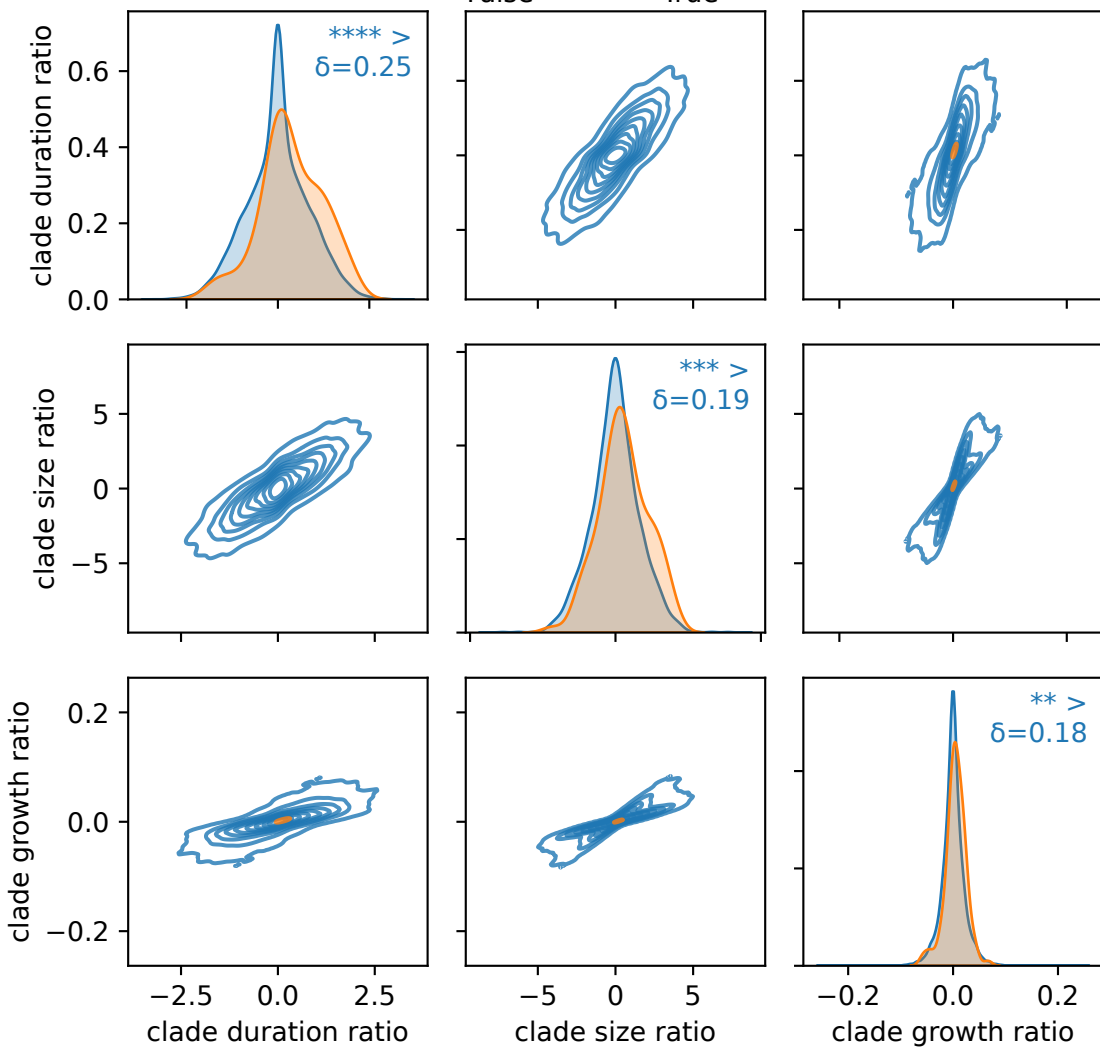 clade duration ratio
0.6
0.4
0.2
0.0
**** >
δ=0.25
clade size ratio
5
0
−5
*** >
δ=0.19
clade growth ratio
0.2
0.0
−0.2
** >
δ=0.18
−2.5 0.0 2.5
−5 0 5
−0.2 0.0 0.2
clade duration ratio
clade size ratio
clade growth ratio